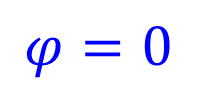 φ = 0